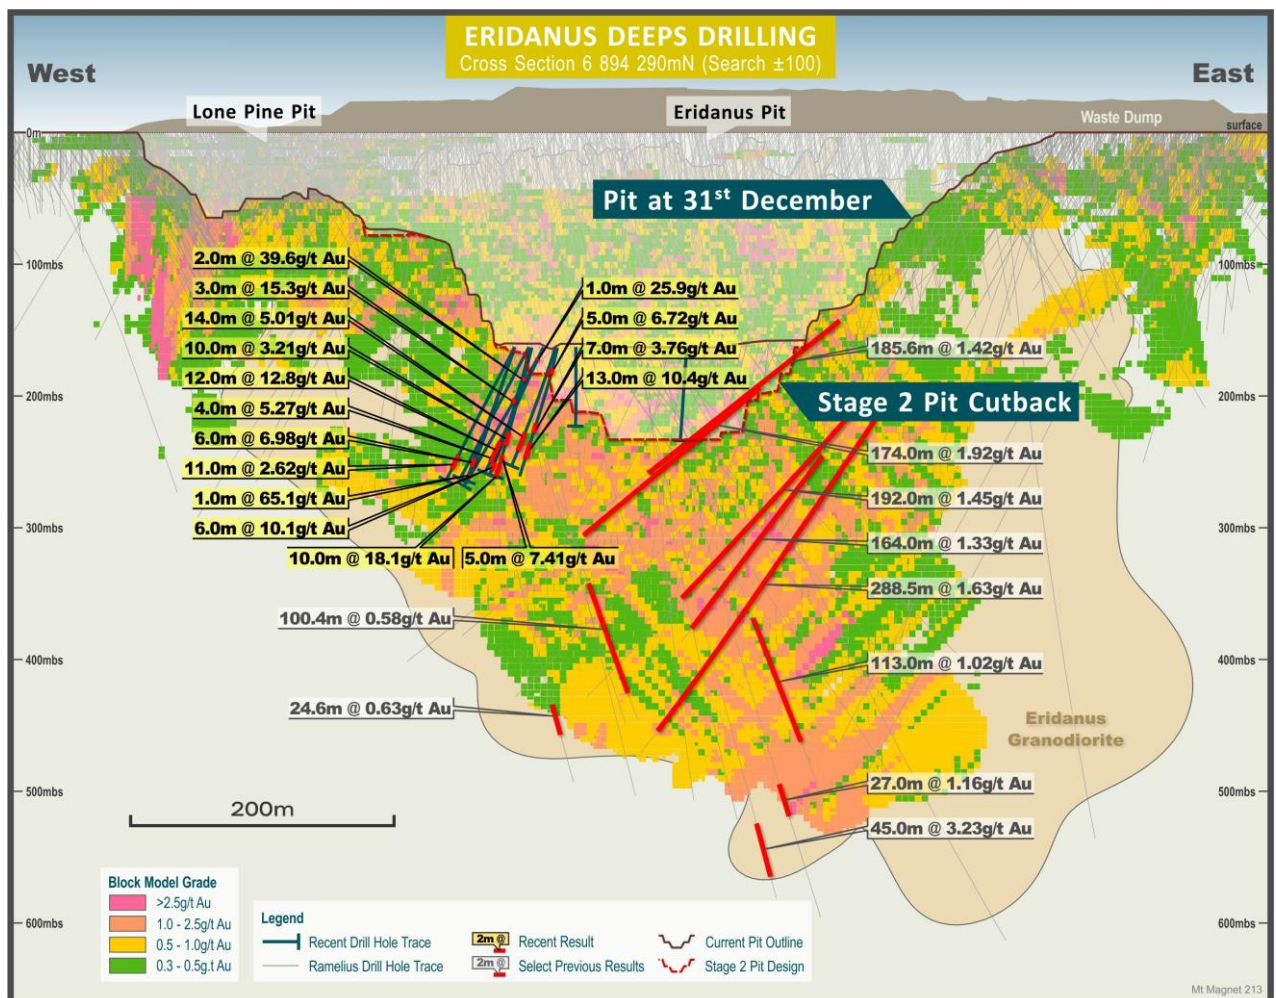 ERIDANUS DEEPS DRILLING
Cross Section 6 894 290mN (Search ±100)
West
East
Lone Pine Pit
Eridanus Pit
Waste Dump
0m
surface
Pit at 31st December
100mbs
100mbs
2.0m @ 39.6g/t Au
3.0m @ 15.3g/t Au
14.0m @ 5.01g/t Au
10.0m @ 3.21g/t Au
12.0m @ 12.8g/t Au
4.0m @ 5.27g/t Au
6.0m @ 6.98g/t Au
11.0m @ 2.62g/t Au
1.0m @ 65.1g/t Au
6.0m @ 10.1g/t Au
10.0m @ 18.1g/t Au
5.0m @ 7.41g/t Au
1.0m @ 25.9g/t Au
5.0m @ 6.72g/t Au
7.0m @ 3.76g/t Au
13.0m @ 10.4g/t Au
185.6m @ 1.42g/t Au
200mbs
200mbs
Stage 2 Pit Cutback
174.0m @ 1.92g/t Au
192.0m @ 1.45g/t Au
300mbs
300mbs
164.0m @ 1.33g/t Au
288.5m @ 1.63g/t Au
100.4m @ 0.58g/t Au
400mbs
400mbs
113.0m @ 1.02g/t Au
24.6m @ 0.63g/t Au
Eridanus
Granodiorite
500mbs
500mbs
27.0m @ 1.16g/t Au
45.0m @ 3.23g/t Au
200m
600mbs
600mbs
Block Model Grade
>2.5g/t Au
1.0 - 2.5g/t Au
0.5 - 1.0g/t Au
0.3 - 0.5g.t Au
Legend
Recent Drill Hole Trace
Ramelius Drill Hole Trace
2m @
Recent Result
2m @
Select Previous Results
Current Pit Outline
Stage 2 Pit Design
Mt Magnet 213